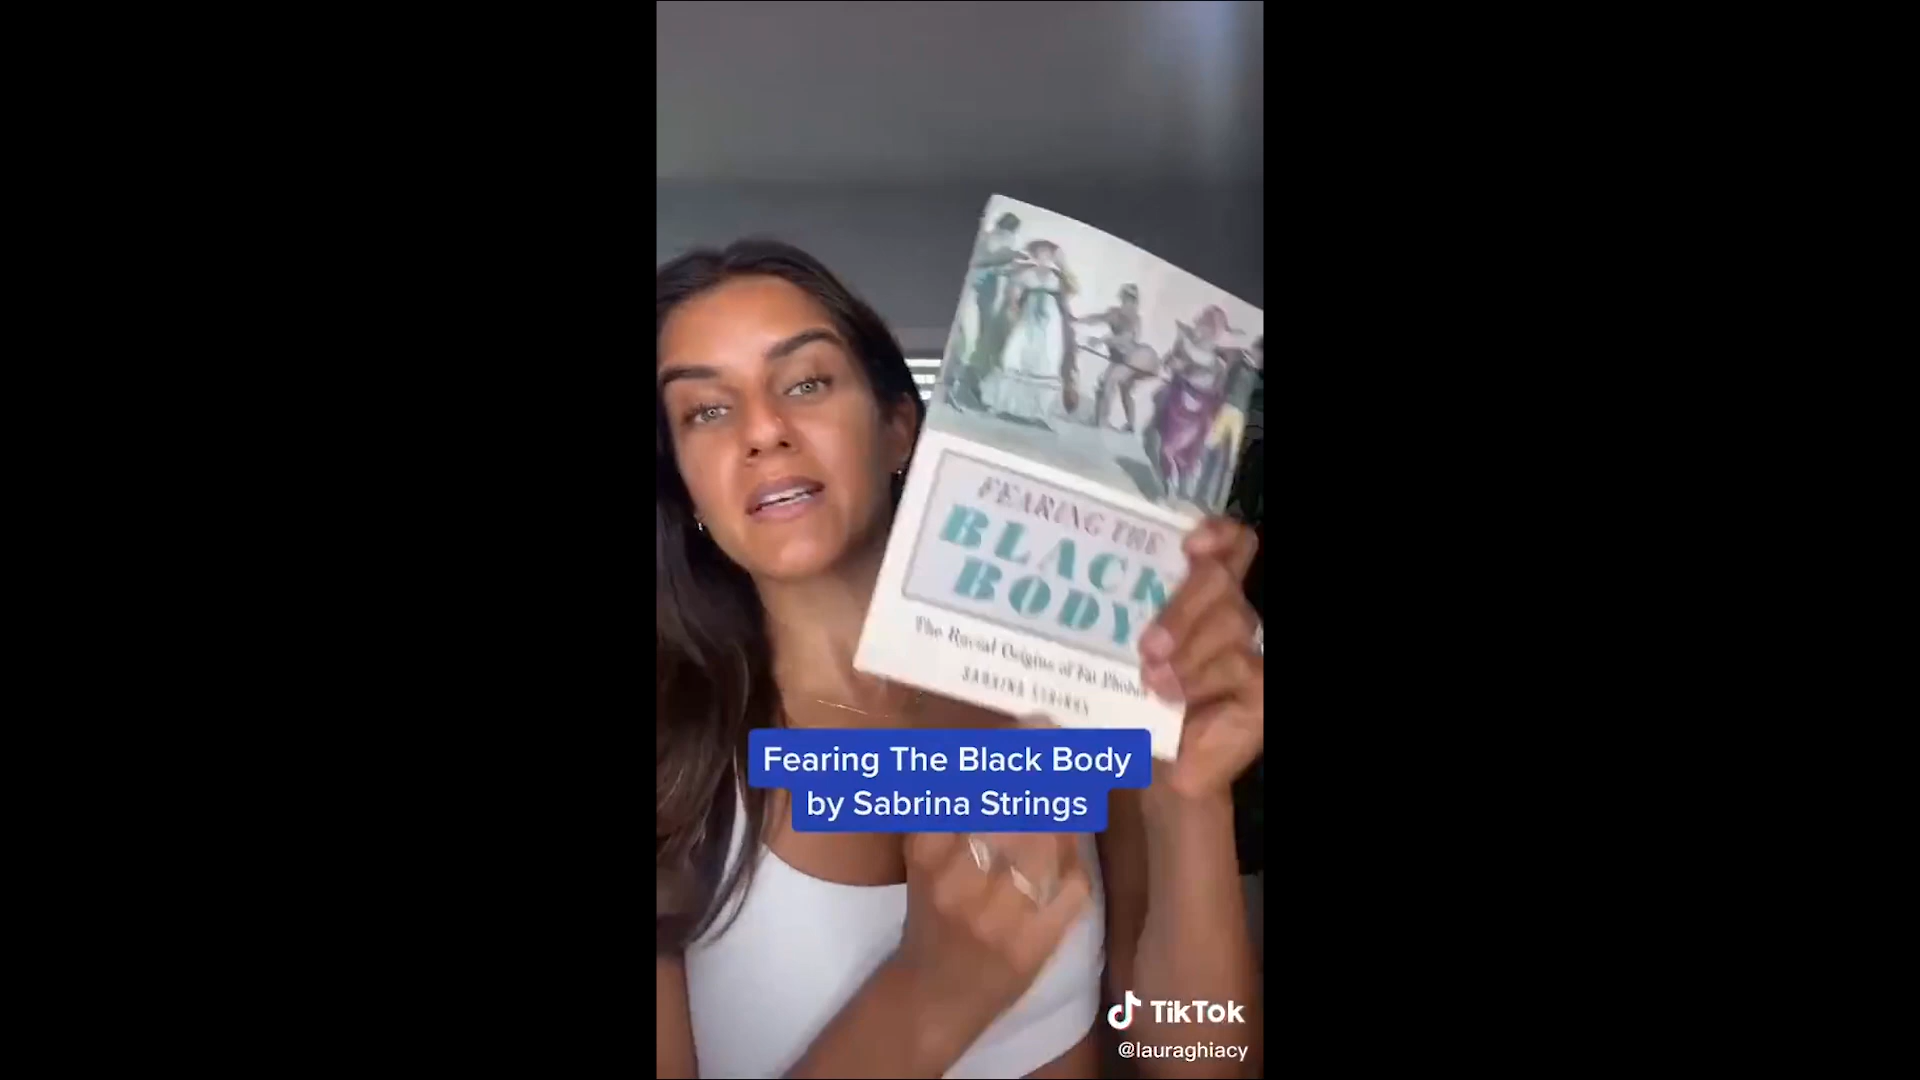 FEARING THE
BLACK
BODY
The Racial Origins of Fat Phobia
SABRINA STRINGS
Fearing The Black Body
by Sabrina Strings
TikTok
@lauraghiacy